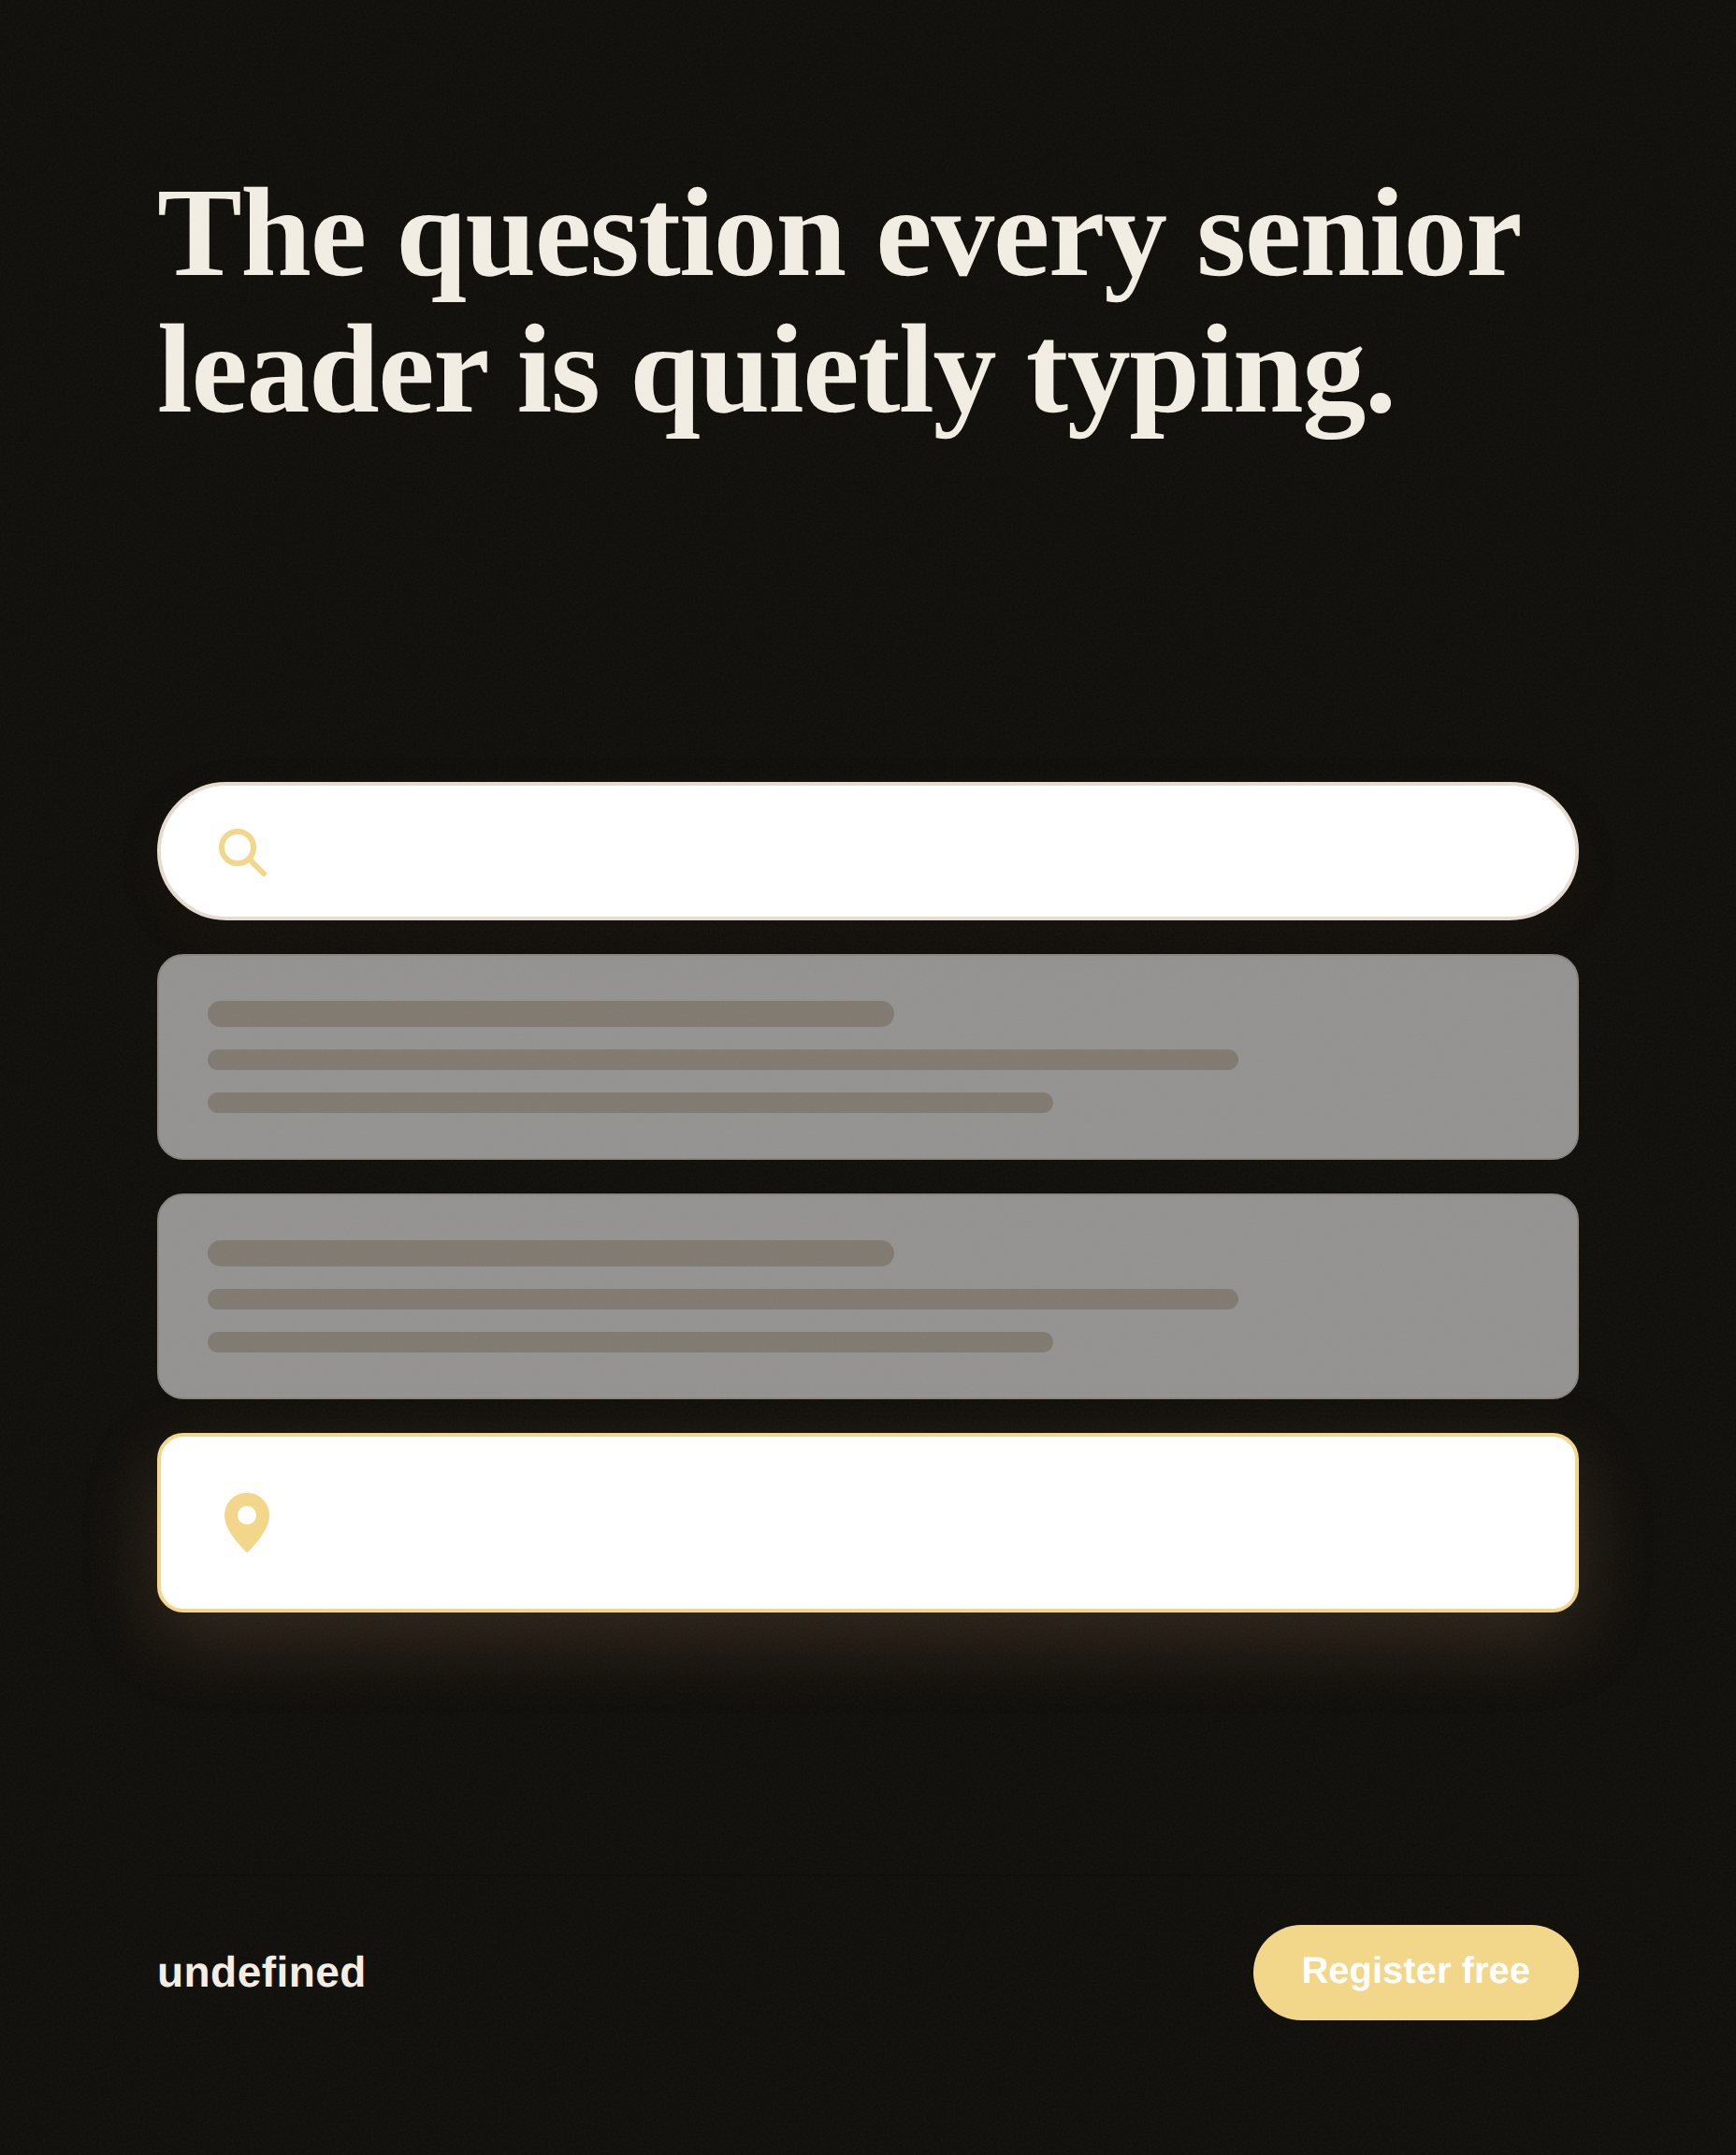 The question every senior
leader is quietly typing.
undefined
Register free